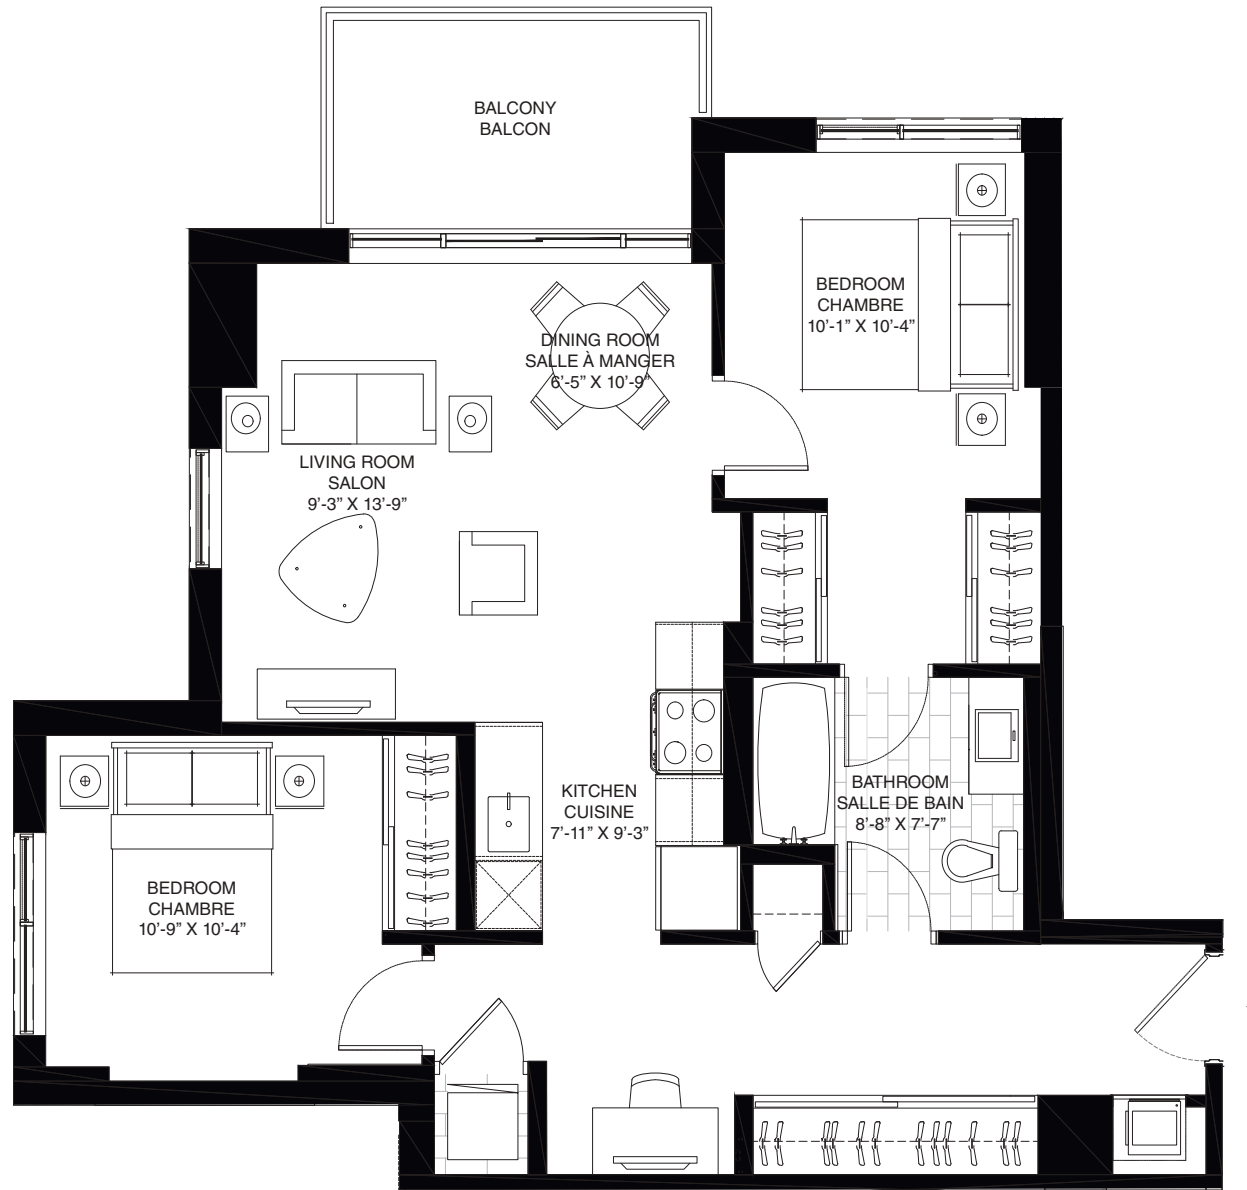 BALCONY
BALCON
BEDROOM
CHAMBRE
10’-1” X 10’-4”
DINING ROOM
SALLE À MANGER
6’-5” X 10’-9”
LIVING ROOM
SALON
9’-3” X 13’-9”
KITCHEN
CUISINE
7’-11” X 9’-3”
BATHROOM
SALLE DE BAIN
8’-8” X 7’-7”
BEDROOM
CHAMBRE
10’-9” X 10’-4”